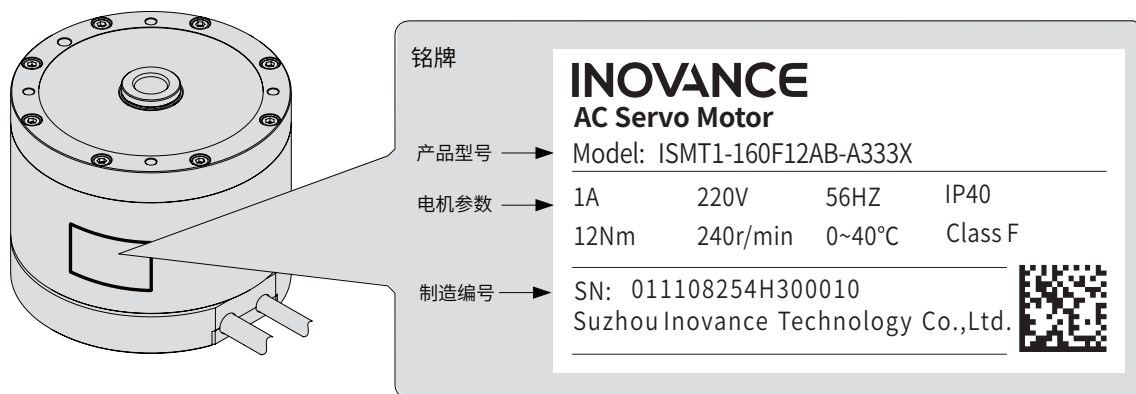 铭牌
INOVANCE
AC Servo Motor
产品型号
Model: ISMT1-160F12AB-A333X
电机参数
1A 220V 56HZ IP40
12Nm 240r/min 0~40℃ Class F
制造编号
SN: 011108254H300010
Suzhou Inovance Technology Co.,Ltd.